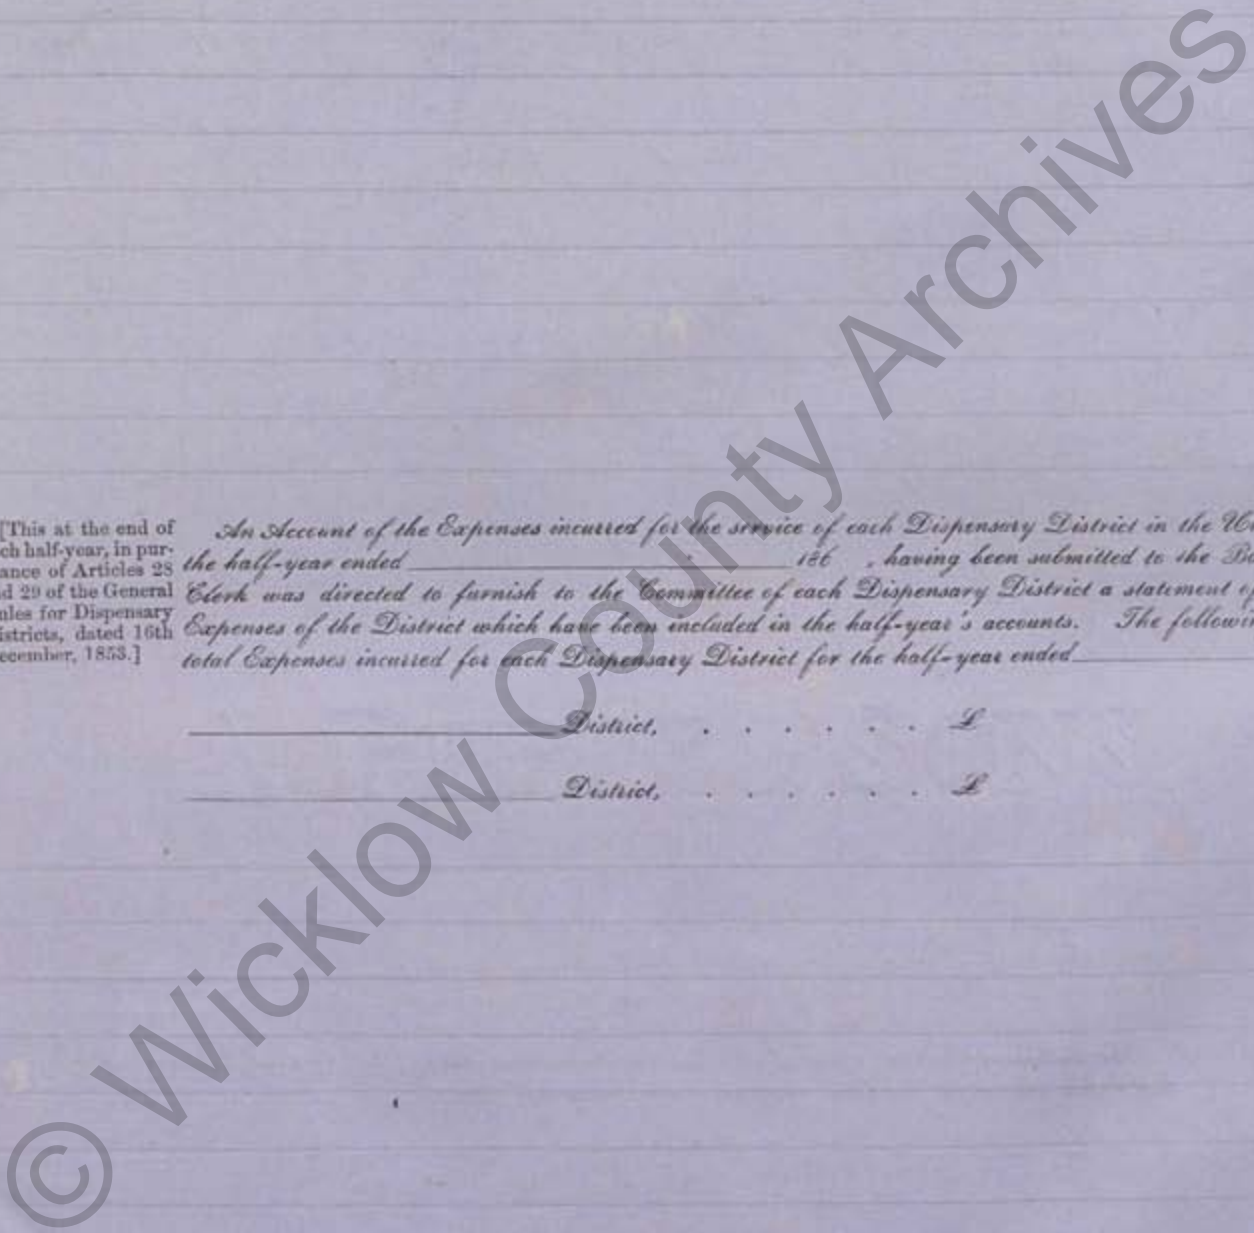 [This at the end of
ch half-year, in pur-
ance of Articles 28
d 29 of the General
ules for Dispensary
istricts, dated 16th
ecember, 1853.]
An Account of the Expenses incurred for the service of each Dispensary District in the U
the half-year ended 186 , having been submitted to the Bo
Clerk was directed to furnish to the Committee of each Dispensary District a statement of
Expenses of the District which have been included in the half-year's accounts. The followin
total Expenses incurred for each Dispensary District for the half-year ended
District, . . . . . . £
District, . . . . . . £
© Wicklow County Archives